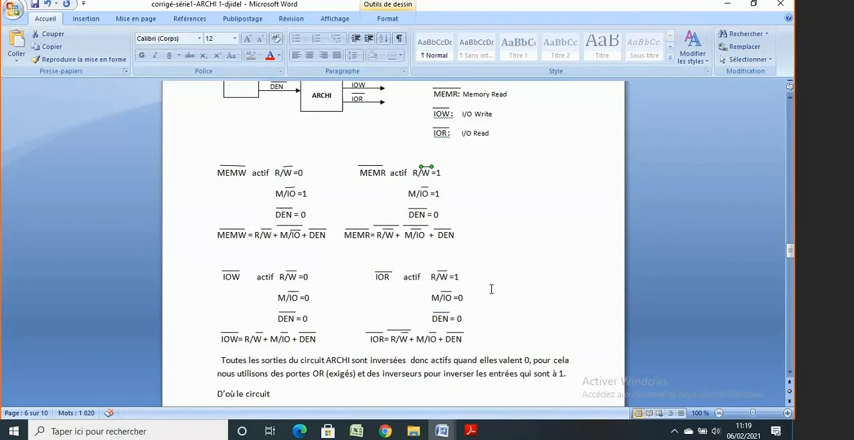 corrigé-série1-ARCHI 1-djidel - Microsoft Word
Outils de dessin
Accueil Insertion Mise en page Références Publipostage Révision Affichage Format
Couper
Copier
Reproduire la mise en forme
Coller
Presse-papiers
Calibri (Corps) 12
Police
Paragraphe
AaBbCcDc AaBbCcDc AaBbC AaBbCc AaB AaBbCc.
¶ Normal ¶ Sans int... Titre 1 Titre 2 Titre Sous-titre
Style
Modifier les styles
Rechercher
Remplacer
Sélectionner
Modification
DEN
ARCHI
IOW
IOR
MEMR: Memory Read
IOW: I/O Write
IOR: I/O Read
MEMW actif R/W=0 MEMR actif R/W=1
M/IO =1 M/IO =1
DEN = 0 DEN = 0
MEMW = R/W + M/IO + DEN MEMR= R/W + M/IO + DEN
IOW actif R/W=0 IOR actif R/W=1
M/IO=0 M/IO =0
DEN = 0 DEN = 0
IOW= R/W + M/IO + DEN IOR= R/W + M/IO + DEN
Toutes les sorties du circuit ARCHI sont inversées donc actifs quand elles valent 0, pour cela
nous utilisons des portes OR (exigés) et des inverseurs pour inverser les entrées qui sont à 1.
D'où le circuit
Activer Windows
Page : 6 sur 10 Mots : 1 820 100 %
Taper ici pour rechercher
11:19
06/02/2021